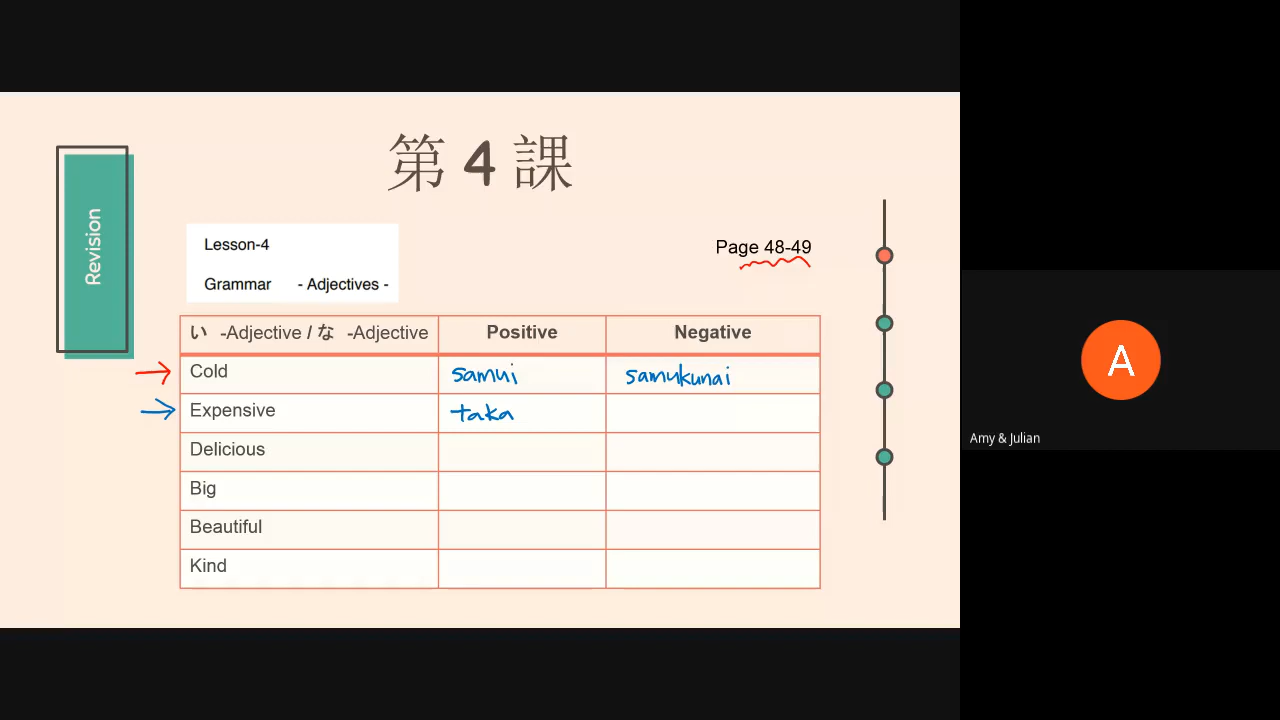 第 4 課
Revision
Lesson-4
Grammar - Adjectives -
Page 48-49
い -Adjective / な -Adjective Positive Negative
Cold samui samukunai
Expensive taka
Delicious
Big
Beautiful
Kind
A
Amy & Julian